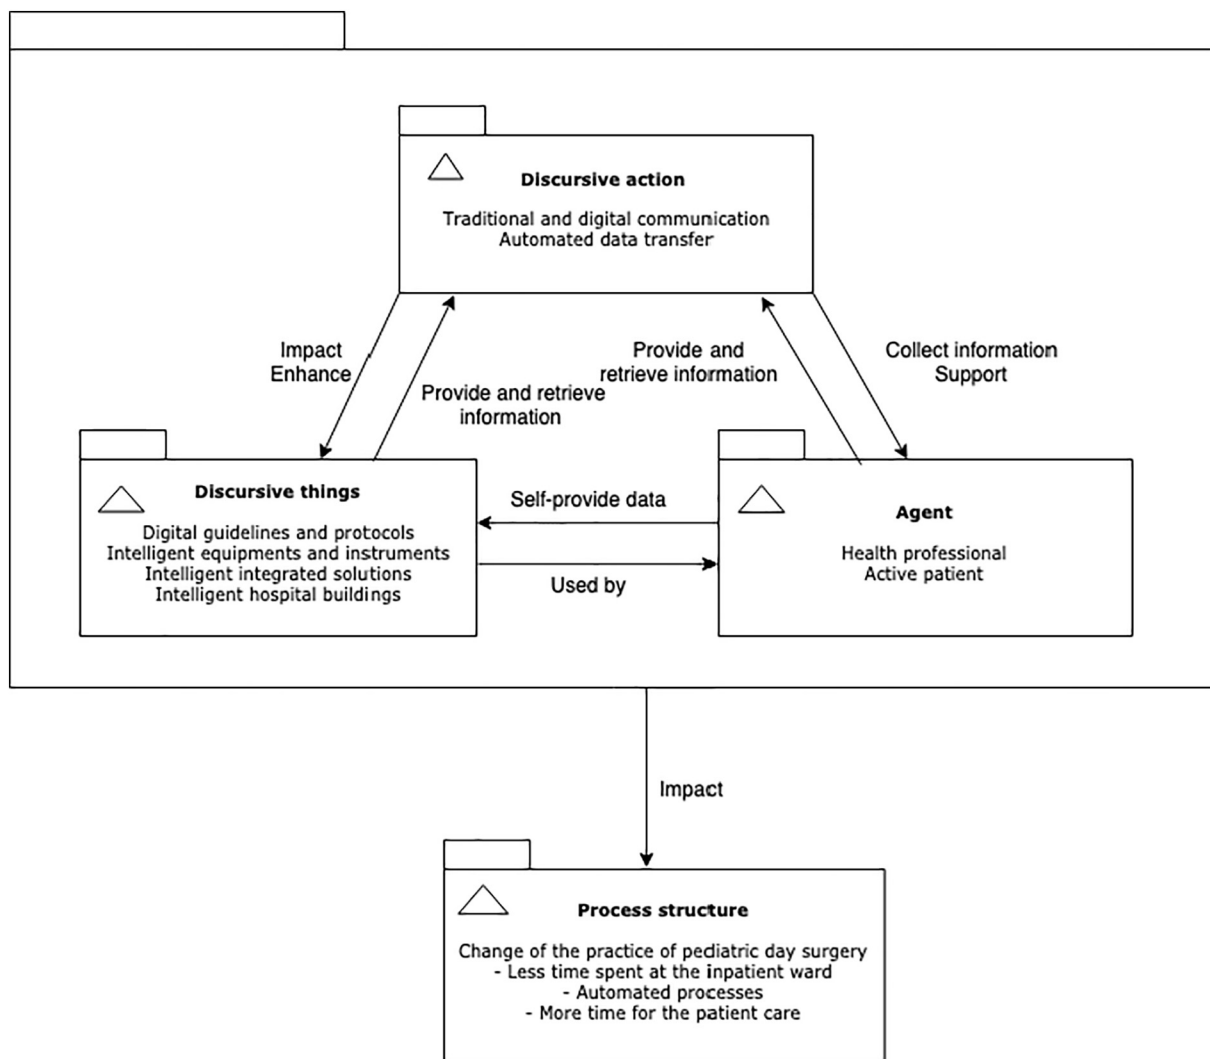 Discursive action
Traditional and digital communication
Automated data transfer
Impact
Enhance
Provide and retrieve
information
Provide and
retrieve information
Collect information
Support
Discursive things
Digital guidelines and protocols
Intelligent equipments and instruments
Intelligent integrated solutions
Intelligent hospital buildings
Self-provide data
Used by
Agent
Health professional
Active patient
Impact
Process structure
Change of the practice of pediatric day surgery
- Less time spent at the inpatient ward
- Automated processes
- More time for the patient care